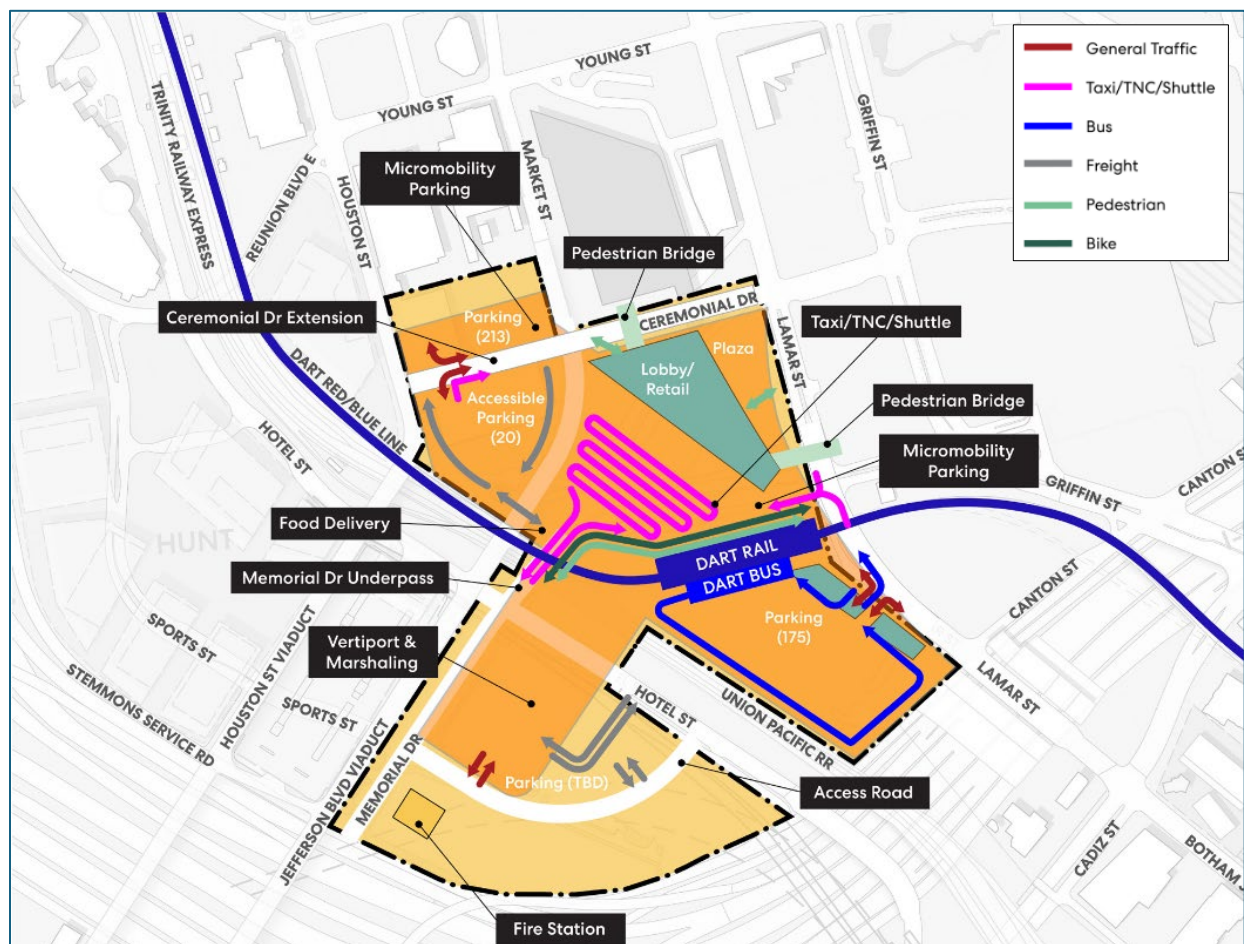 General Traffic
Taxi/TNC/Shuttle
Bus
Freight
Pedestrian
Bike
YOUNG ST
YOUNG ST
TRINITY RAILWAY EXPRESS
REUNION BLVD E
HOUSTON ST
MARKET ST
GRIFFIN ST
Micromobility
Parking
Pedestrian Bridge
Ceremonial Dr Extension
Parking
(213)
CEREMONIAL DR
Taxi/TNC/Shuttle
Plaza
LAMAR ST
Lobby/
Retail
DART RED/BLUE LINE
Accessible
Parking
(20)
Pedestrian Bridge
HOTEL ST
Micromobility
Parking
GRIFFIN ST
CANTON ST
Food Delivery
HUNT
DART RAIL
DART BUS
Memorial Dr Underpass
CANTON ST
Parking
(175)
SPORTS ST
HOUSTON ST VIADUCT
Vertiport &
Marshaling
STEMMONS SERVICE RD
SPORTS ST
HOTEL ST
UNION PACIFIC RR
LAMAR ST
MEMORIAL DR
JEFFERSON BLVD VIADUCT
Parking (TBD)
Access Road
CADIZ ST
BOTHAM
Fire Station